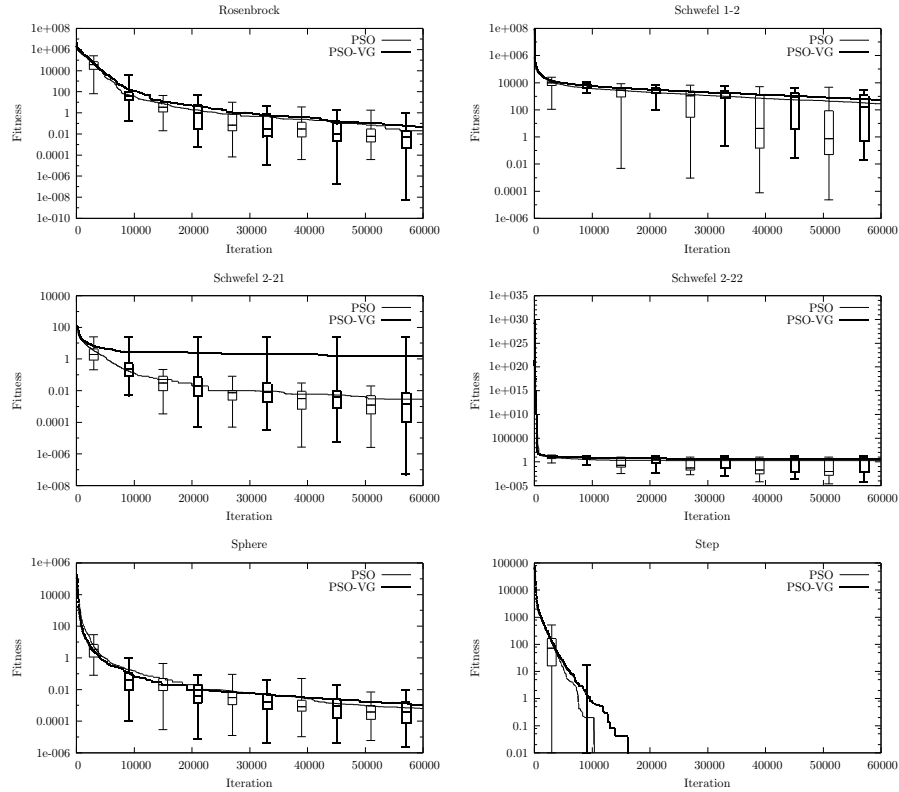 Rosenbrock
1e+008
1e+006
10000
100
1
0.01
0.0001
1e-006
1e-008
1e-010
0
10000
20000
30000
40000
50000
60000
Fitness
Iteration
PSO
PSO-VG
Schwefel 1-2
1e+008
1e+006
10000
100
1
0.01
0.0001
1e-006
0
10000
20000
30000
40000
50000
60000
Fitness
Iteration
PSO
PSO-VG
Schwefel 2-21
10000
100
1
0.01
0.0001
1e-006
1e-008
0
10000
20000
30000
40000
50000
60000
Fitness
Iteration
PSO
PSO-VG
Schwefel 2-22
1e+035
1e+030
1e+025
1e+020
1e+015
1e+010
100000
1
1e-005
0
10000
20000
30000
40000
50000
60000
Fitness
Iteration
PSO
PSO-VG
Sphere
1e+006
10000
100
1
0.01
0.0001
1e-006
0
10000
20000
30000
40000
50000
60000
Fitness
Iteration
PSO
PSO-VG
Step
100000
10000
1000
100
10
1
0.1
0.01
0
10000
20000
30000
40000
50000
60000
Fitness
Iteration
PSO
PSO-VG